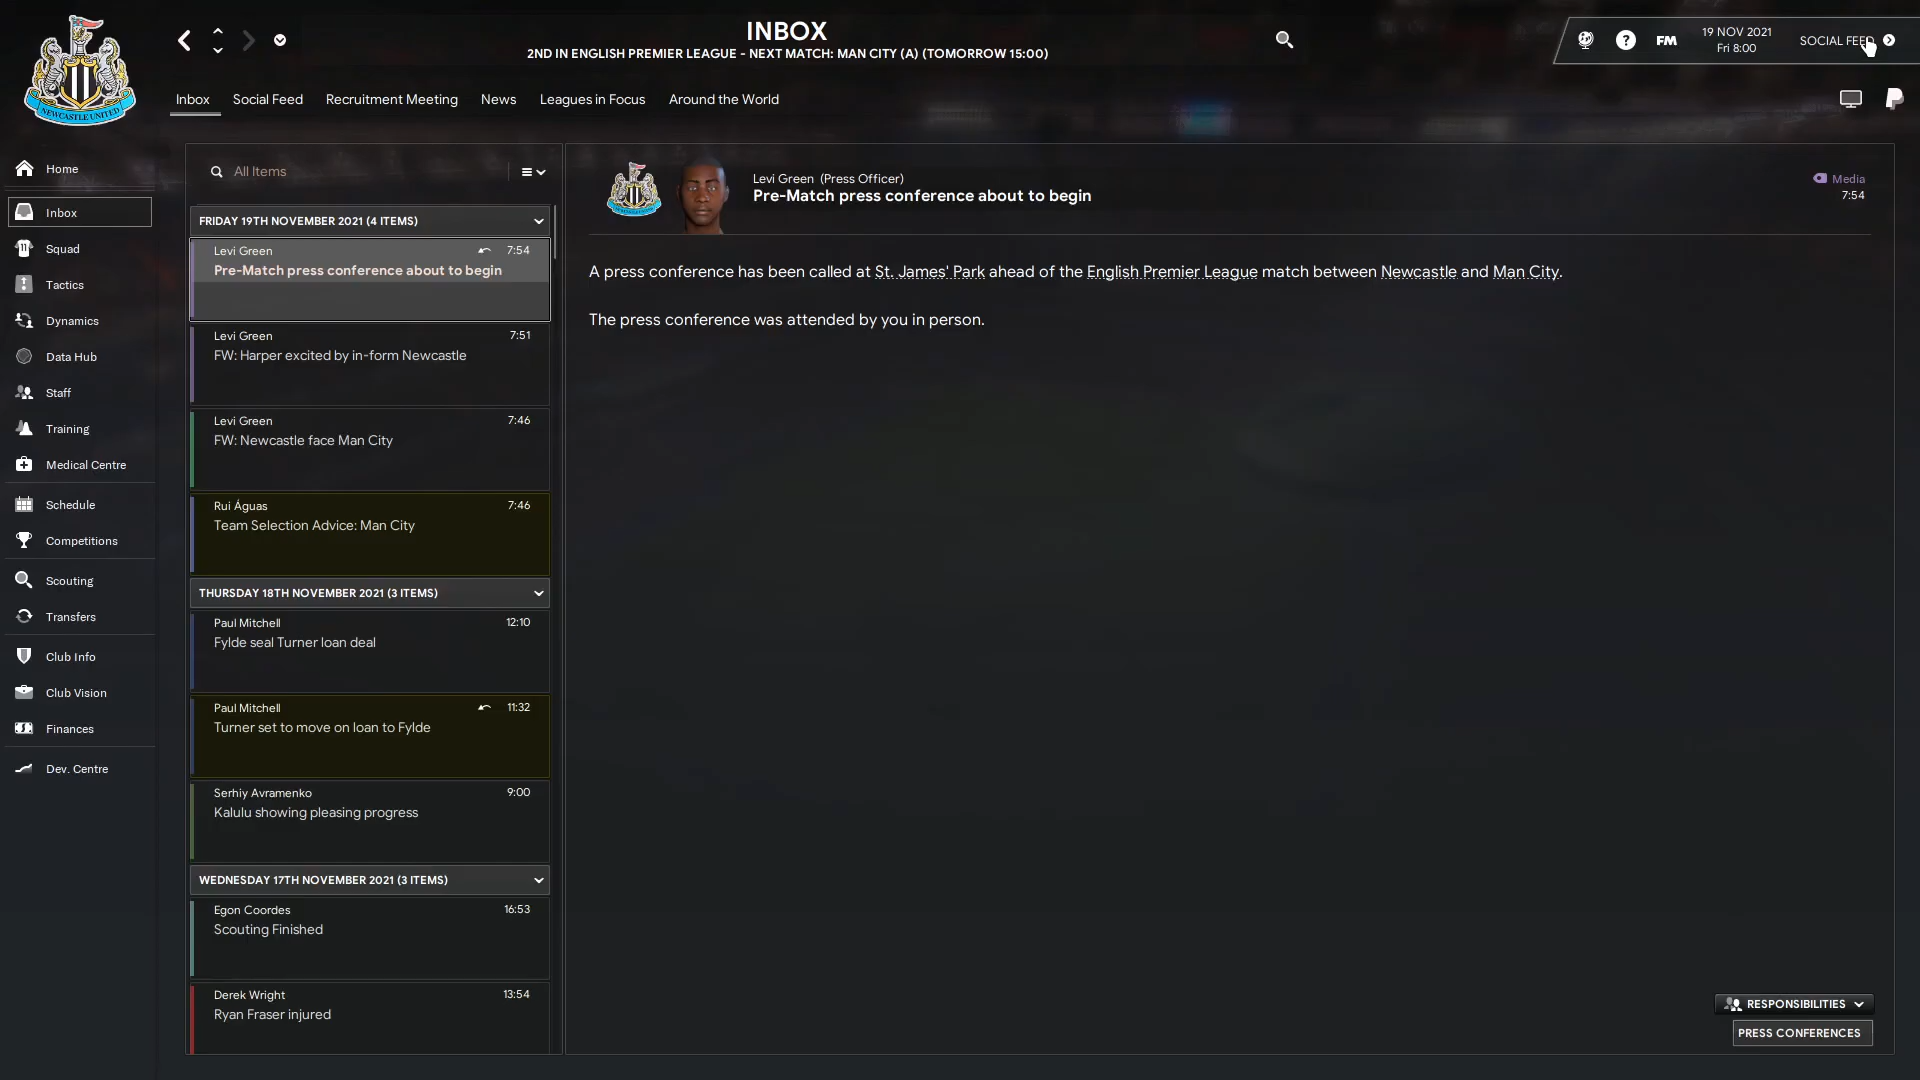 INBOX
2ND IN ENGLISH PREMIER LEAGUE - NEXT MATCH: MAN CITY (A) (TOMORROW 15:00)
FM
19 NOV 2021
Fri 8:00
SOCIAL FEED
NEWCASTLE UNITED
Inbox
Social Feed
Recruitment Meeting
News
Leagues in Focus
Around the World
Home
Inbox
Squad
Tactics
Dynamics
Data Hub
Staff
Training
Medical Centre
Schedule
Competitions
Scouting
Transfers
Club Info
Club Vision
Finances
Dev. Centre
All Items
FRIDAY 19TH NOVEMBER 2021 (4 ITEMS)
Levi Green 7:54
Pre-Match press conference about to begin
Levi Green 7:51
FW: Harper excited by in-form Newcastle
Levi Green 7:46
FW: Newcastle face Man City
Rui Águas 7:46
Team Selection Advice: Man City
THURSDAY 18TH NOVEMBER 2021 (3 ITEMS)
Paul Mitchell 12:10
Fylde seal Turner loan deal
Paul Mitchell 11:32
Turner set to move on loan to Fylde
Serhiy Avramenko 9:00
Kalulu showing pleasing progress
WEDNESDAY 17TH NOVEMBER 2021 (3 ITEMS)
Egon Coordes 16:53
Scouting Finished
Derek Wright 13:54
Ryan Fraser injured
Levi Green (Press Officer)
Pre-Match press conference about to begin
Media
7:54
A press conference has been called at St. James' Park ahead of the English Premier League match between Newcastle and Man City.
The press conference was attended by you in person.
RESPONSIBILITIES
PRESS CONFERENCES